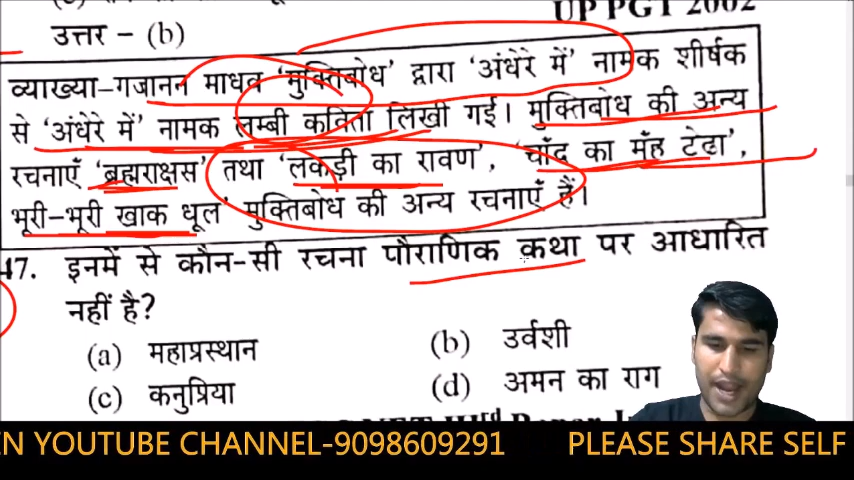 UP PGT 2002
उत्तर – (b)
व्याख्या–गजानन माधव 'मुक्तिबोध' द्वारा 'अंधेरे में' नामक शीर्षक
से 'अंधेरे में' नामक लम्बी कविता लिखी गई। मुक्तिबोध की अन्य
रचनाएँ 'ब्रह्मराक्षस' तथा 'लकड़ी का रावण', 'चाँद का मुँह टेढा',
भूरी–भूरी खाक धूल' मुक्तिबोध की अन्य रचनाएँ हैं।
47. इनमें से कौन-सी रचना पौराणिक कथा पर आधारित
नहीं है?
(a) महाप्रस्थान (b) उर्वशी
(c) कनुप्रिया (d) अमन का राग
EN YOUTUBE CHANNEL-9098609291 PLEASE SHARE SELF